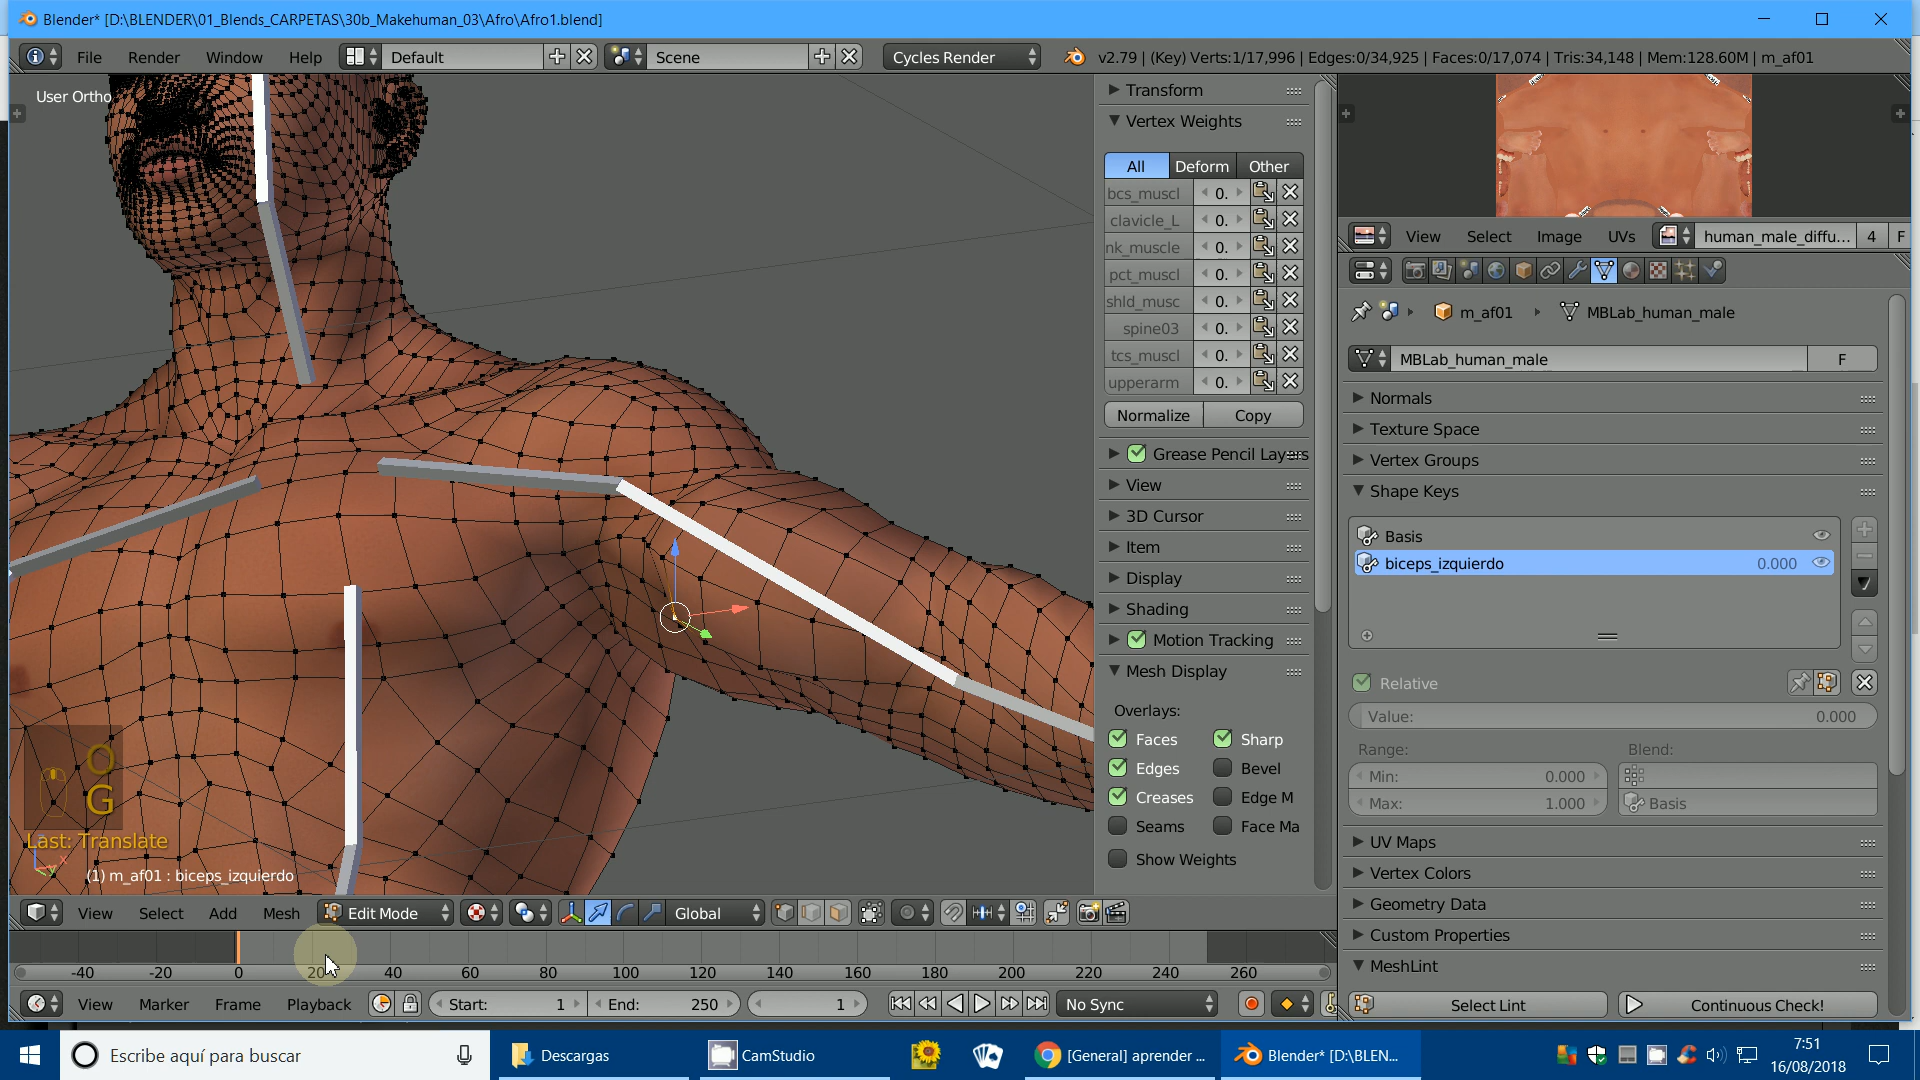 Blender* [D:\BLENDER\01_Blends_CARPETAS\30b_Makehuman_03\Afro\Afro1.blend]
File Render Window Help Default Scene Cycles Render v2.79 | (Key) Verts:1/17,996 | Edges:0/34,925 | Faces:0/17,074 | Tris:34,148 | Mem:128.60M | m_af01
User Ortho
O
G
Last: Translate
(1) m_af01 : biceps_izquierdo
Transform
Vertex Weights
All Deform Other
bcs_muscl 0.
clavicle_L 0.
nk_muscle 0.
pct_muscl 0.
shld_musc 0.
spine03 0.
tcs_muscl 0.
upperarm 0.
Normalize Copy
Grease Pencil Layers
View
3D Cursor
Item
Display
Shading
Motion Tracking
Mesh Display
Overlays:
Faces Sharp
Edges Bevel
Creases Edge M
Seams Face Ma
Show Weights
View Select Image UVs human_male_diffu... 4 F
m_af01 MBLab_human_male
MBLab_human_male F
Normals
Texture Space
Vertex Groups
Shape Keys
Basis
biceps_izquierdo 0.000
Relative
Value: 0.000
Range: Blend:
Min: 0.000
Max: 1.000 Basis
UV Maps
Vertex Colors
Geometry Data
Custom Properties
MeshLint
Select Lint Continuous Check!
View Select Add Mesh Edit Mode Global
-40 -20 0 20 40 60 80 100 120 140 160 180 200 220 240 260
View Marker Frame Playback Start: 1 End: 250 1 No Sync
Escribe aquí para buscar Descargas CamStudio [General] aprender ... Blender* [D:\BLEN...
7:51
16/08/2018